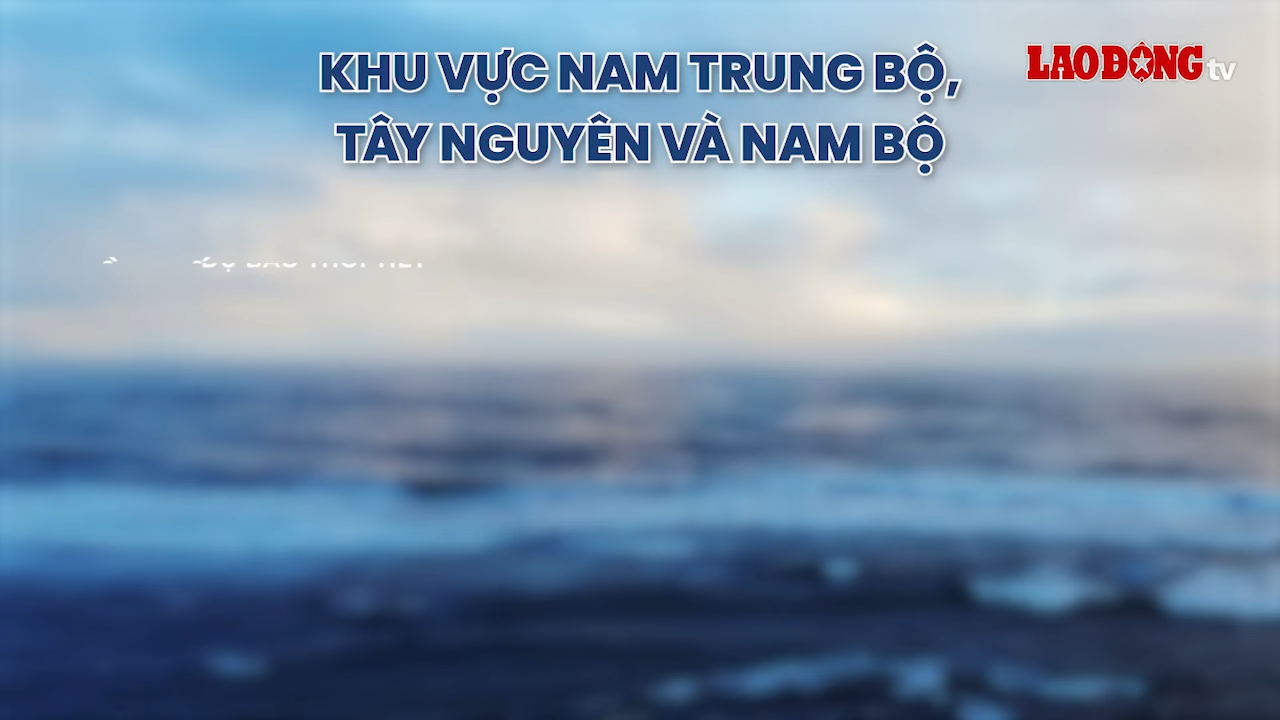 KHU VỰC NAM TRUNG BỘ,
TÂY NGUYÊN VÀ NAM BỘ
LAO ĐỘNG tv